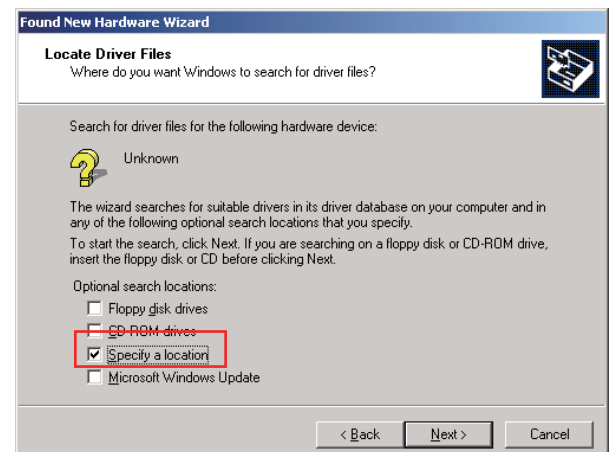 Found New Hardware Wizard
Locate Driver Files
Where do you want Windows to search for driver files?
Search for driver files for the following hardware device:
Unknown
The wizard searches for suitable drivers in its driver database on your computer and in
any of the following optional search locations that you specify.
To start the search, click Next. If you are searching on a floppy disk or CD-ROM drive,
insert the floppy disk or CD before clicking Next.
Optional search locations:
Floppy disk drives
CD-ROM drives
Specify a location
Microsoft Windows Update
< Back
Next >
Cancel